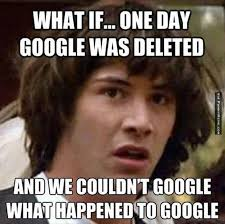 WHAT IF... ONE DAY
GOOGLE WAS DELETED
AND WE COULDN'T GOOGLE
WHAT HAPPENED TO GOOGLE